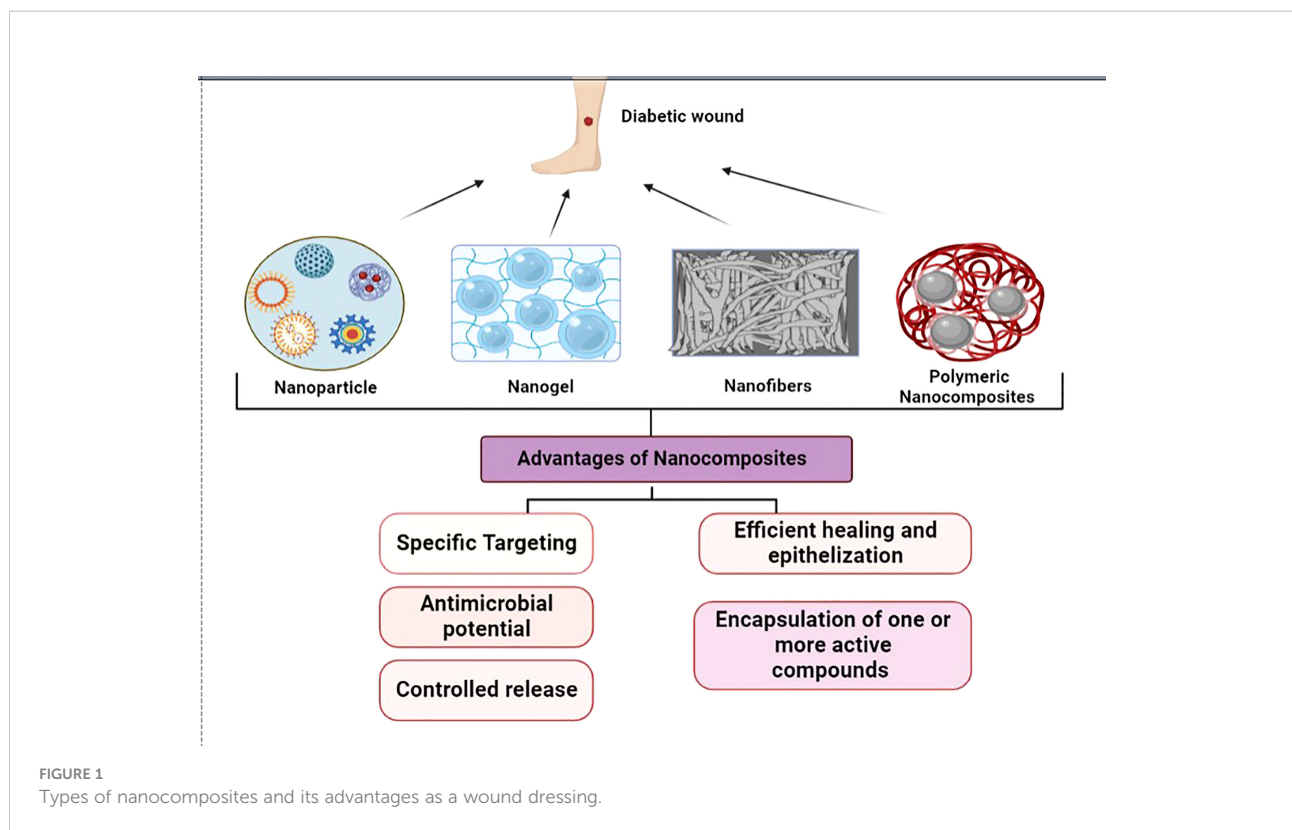 Diabetic wound
Nanoparticle
Nanogel
Nanofibers
Polymeric
Nanocomposites
Advantages of Nanocomposites
Specific Targeting
Antimicrobial
potential
Controlled release
Efficient healing and
epithelization
Encapsulation of one or
more active
compounds
FIGURE 1
Types of nanocomposites and its advantages as a wound dressing.